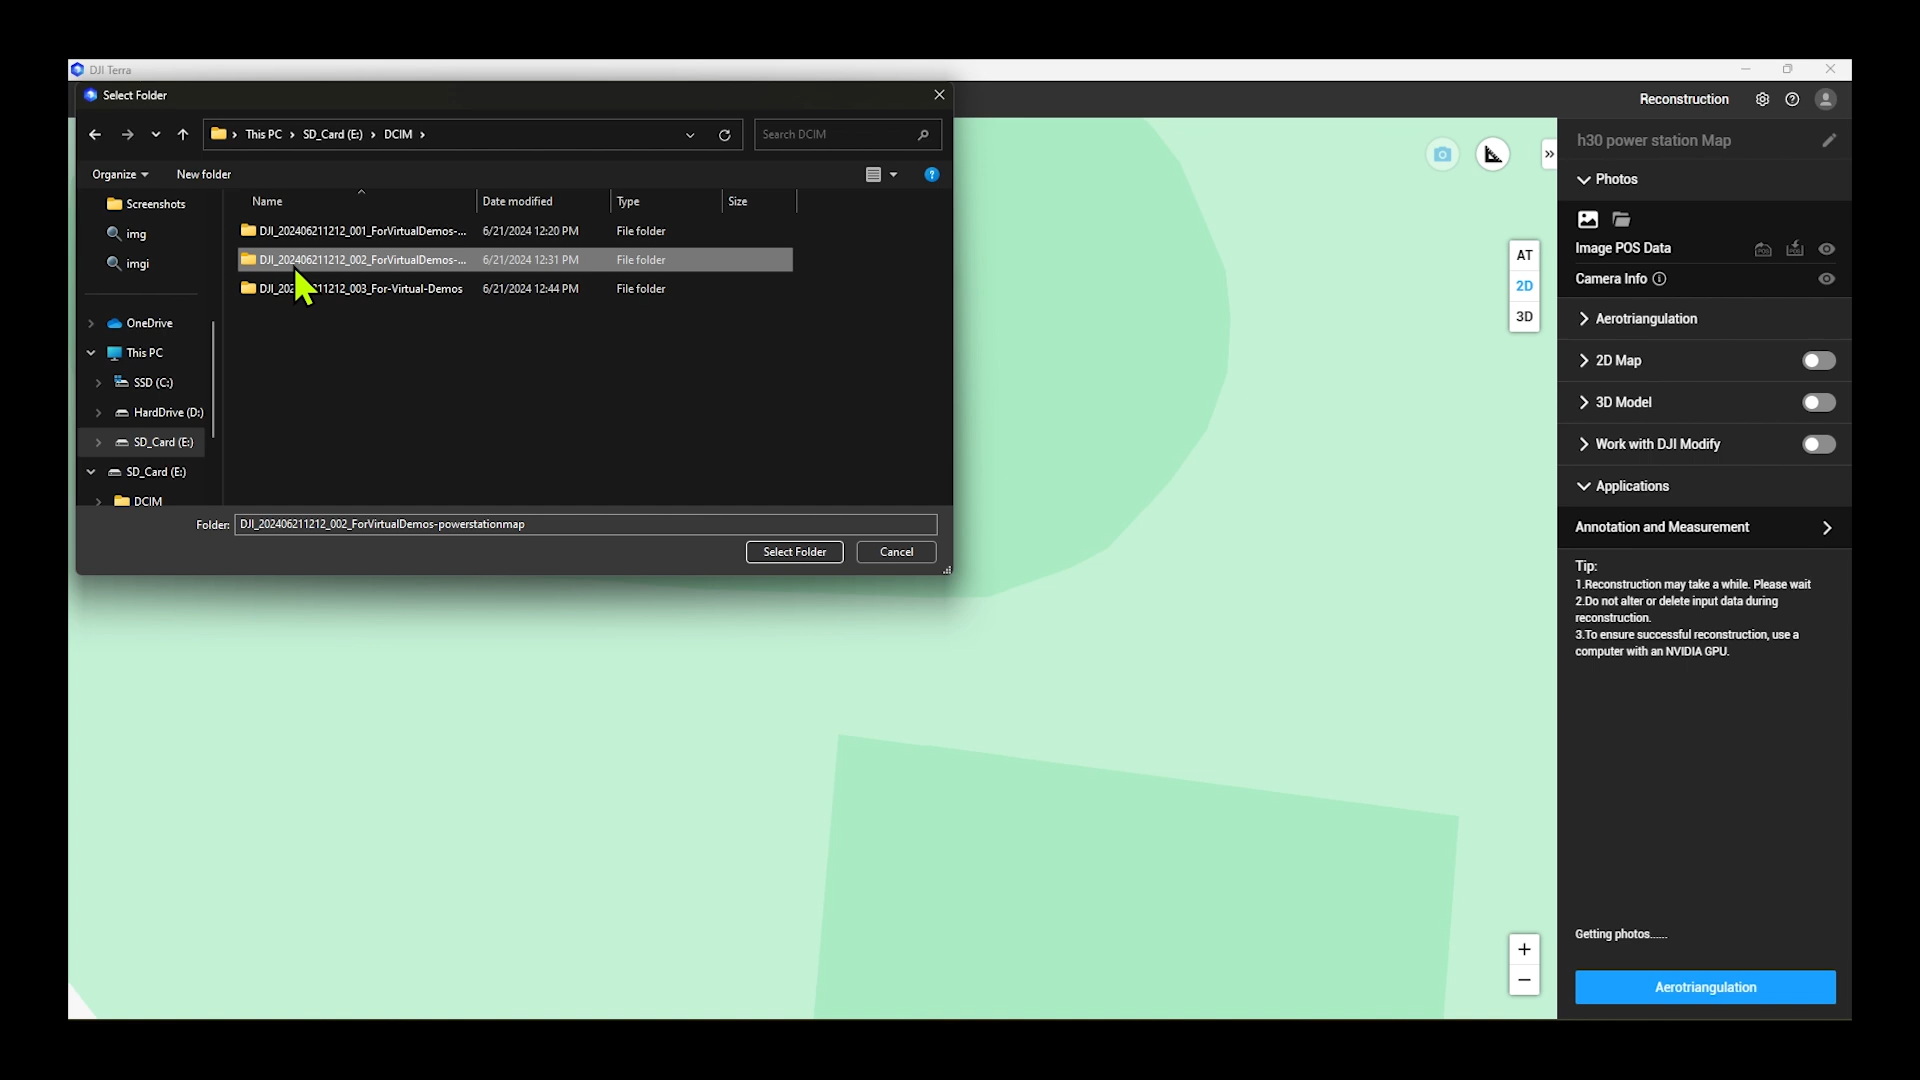 DJI Terra
Select Folder
This PC > SD_Card (E:) > DCIM >
Search DCIM
Organize
New folder
Screenshots
img
imgi
OneDrive
This PC
SSD (C:)
HardDrive (D:)
SD_Card (E:)
SD_Card (E:)
DCIM
Name Date modified Type Size
DJI_202406211212_001_ForVirtualDemos-... 6/21/2024 12:20 PM File folder
DJI_202406211212_002_ForVirtualDemos-... 6/21/2024 12:31 PM File folder
DJI_202 1212_003_For-Virtual-Demos 6/21/2024 12:44 PM File folder
Folder: DJI_202406211212_002_ForVirtualDemos-powerstationmap
Select Folder
Cancel
AT
2D
3D
+
−
Reconstruction
h30 power station Map
Photos
Image POS Data
POS
POS
Camera Info
Aerotriangulation
2D Map
3D Model
Work with DJI Modify
Applications
Annotation and Measurement
Tip:
1.Reconstruction may take a while. Please wait
2.Do not alter or delete input data during
reconstruction.
3.To ensure successful reconstruction, use a
computer with an NVIDIA GPU.
Getting photos......
Aerotriangulation